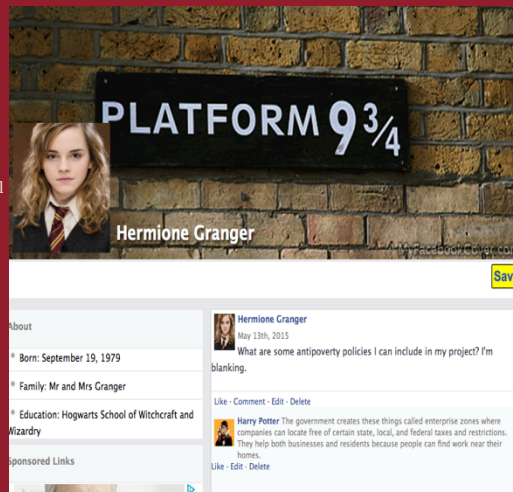 PLATFORM 9 3/4
l
Hermione Granger
MyFaceBookCover.com
Sav
About
Born: September 19, 1979
Family: Mr and Mrs Granger
Education: Hogwarts School of Witchcraft and
Wizardry
Sponsored Links
Hermione Granger
May 13th, 2015
What are some antipoverty policies I can include in my project? I'm
blanking.
Like - Comment - Edit - Delete
Harry Potter The government creates these things called enterprise zones where
companies can locate free of certain state, local, and federal taxes and restrictions.
They help both businesses and residents because people can find work near their
homes.
Like - Edit - Delete